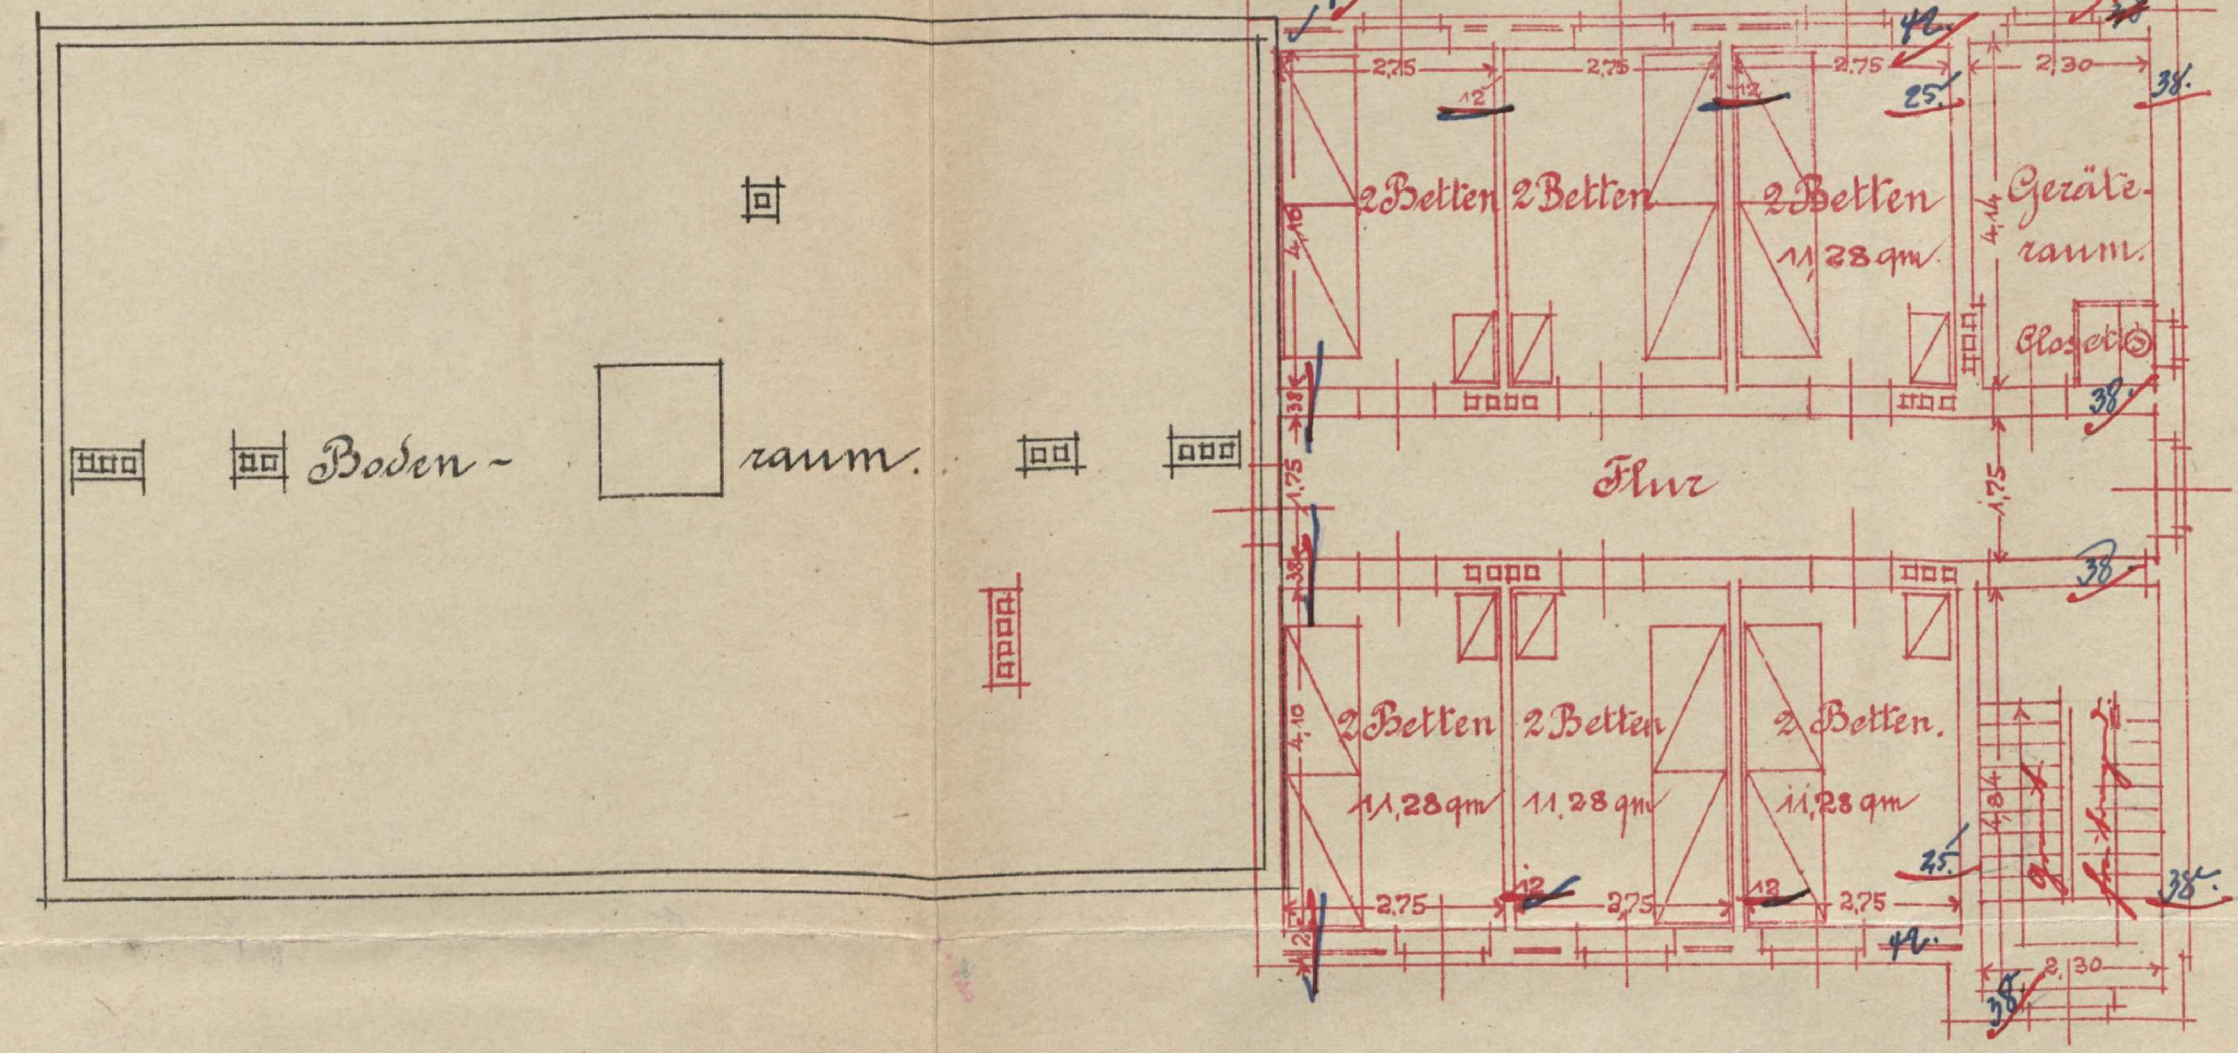 42.
38
2,75
2,75
2.75
2,30
12
12
25.
38.
2 Betten
2 Betten
2 Betten
Geräte-
raum.
4,10
4,14
11,28 qm.
Closet
38
38.
Boden-
raum.
Flur
1,75
1,75
38
38.
2 Betten
2 Betten
2 Betten.
4,10
4,84
11,28 qm
11,28 qm
11,28 qm
25.
12
12
38.
2,75
2,75
2,75
42.
2,30
38.